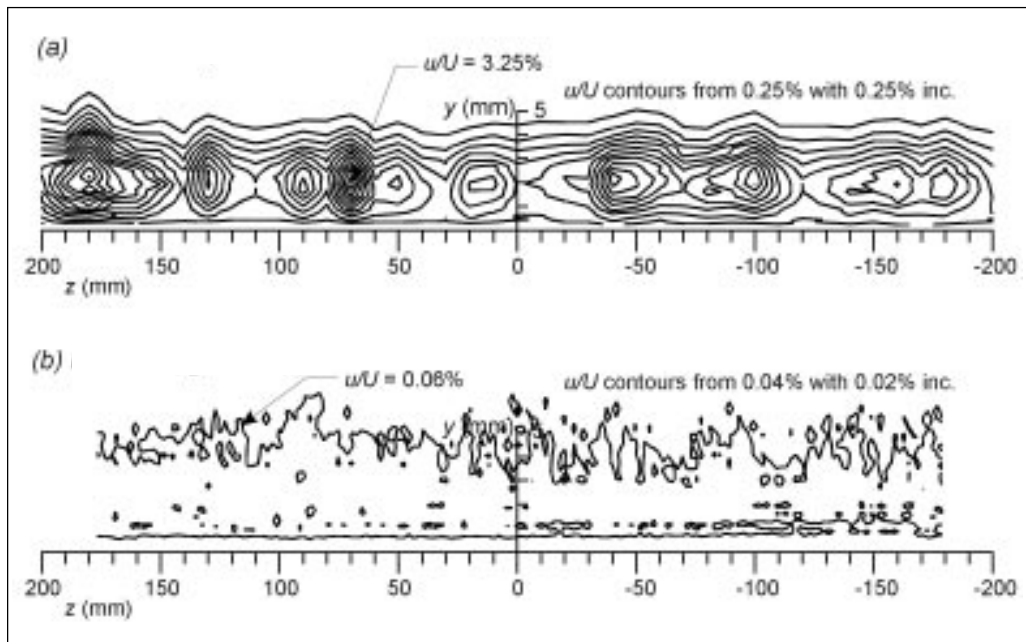 (a)
u/U = 3.25%
y (mm) 5
u/U contours from 0.25% with 0.25% inc.
200 150 100 50 0 -50 -100 -150 -200
z (mm)
(b)
u/U = 0.06%
u/U contours from 0.04% with 0.02% inc.
y (mm)
200 150 100 50 0 -50 -100 -150 -200
z (mm)